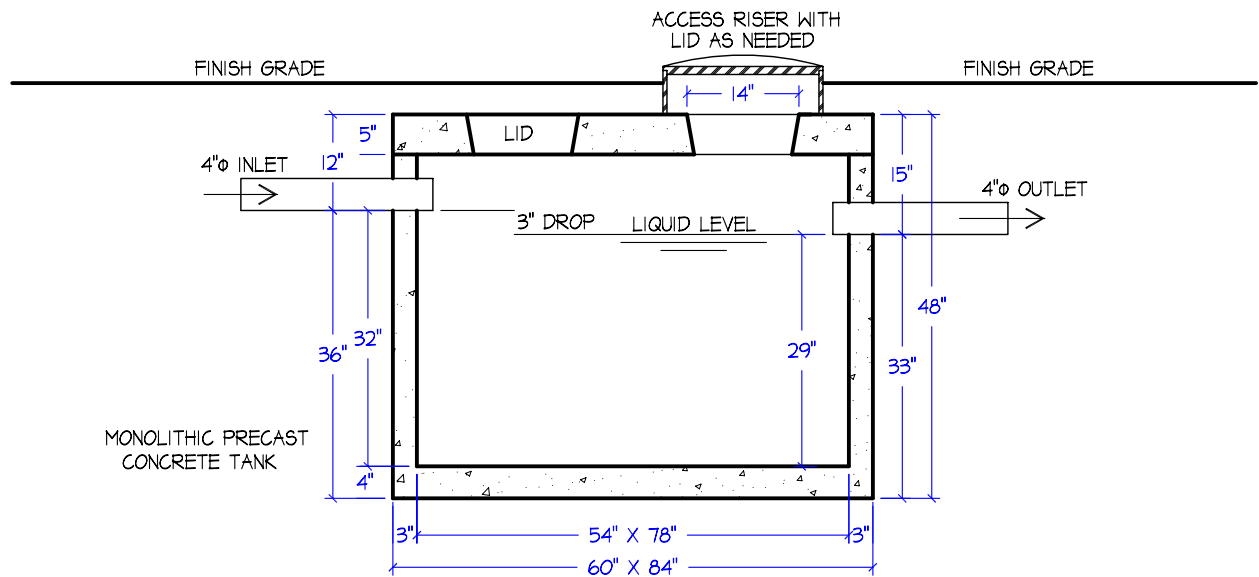 ACCESS RISER WITH
LID AS NEEDED
FINISH GRADE
FINISH GRADE
14"
5"
LID
12"
4"Φ INLET
15"
4"Φ OUTLET
3" DROP
LIQUID LEVEL
48"
32"
36"
29"
33"
MONOLITHIC PRECAST
CONCRETE TANK
4"
3"
54" X 78"
3"
60" X 84"